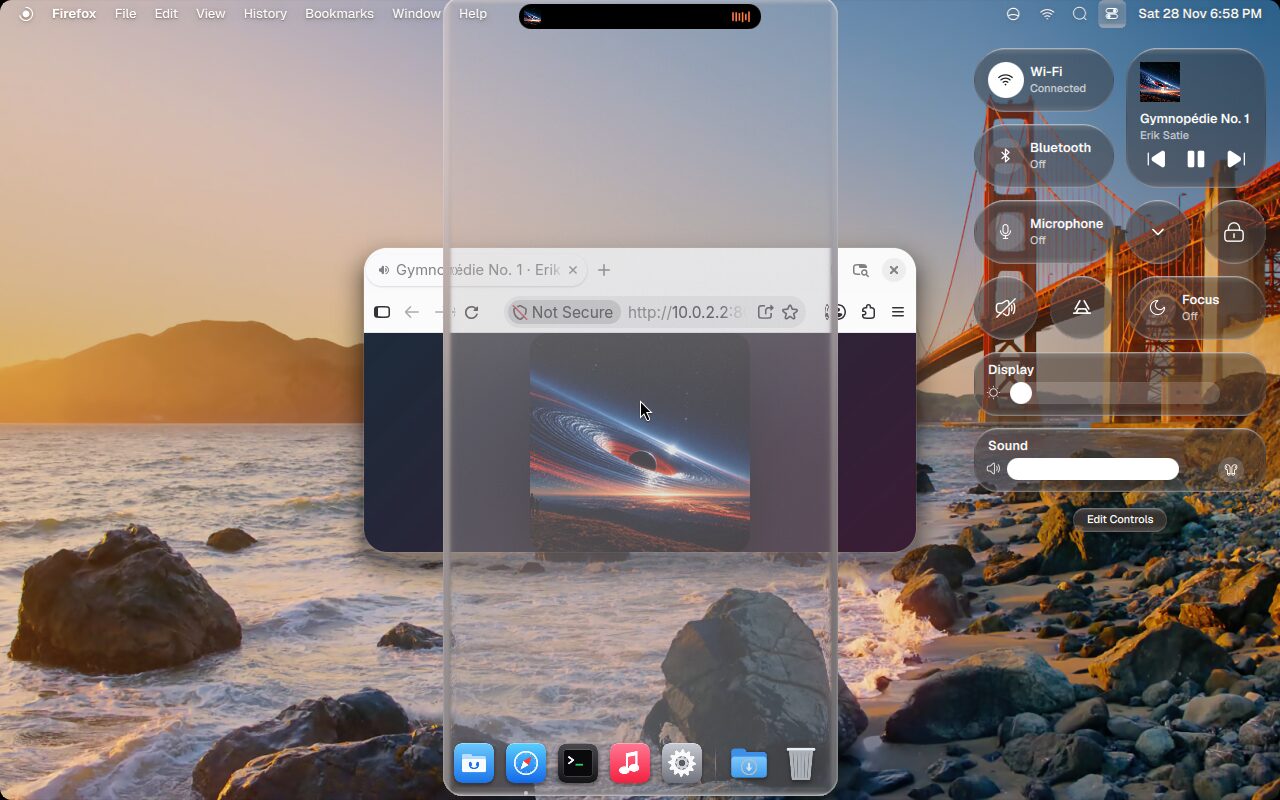 Firefox File Edit View History Bookmarks Window Help
Sat 28 Nov 6:58 PM
Wi-Fi
Connected
Gymnopédie No. 1
Erik Satie
Bluetooth
Off
Microphone
Off
Focus
Off
Display
Sound
Edit Controls
Gymnopédie No. 1 · Erik
Not Secure http://10.0.2.2:8